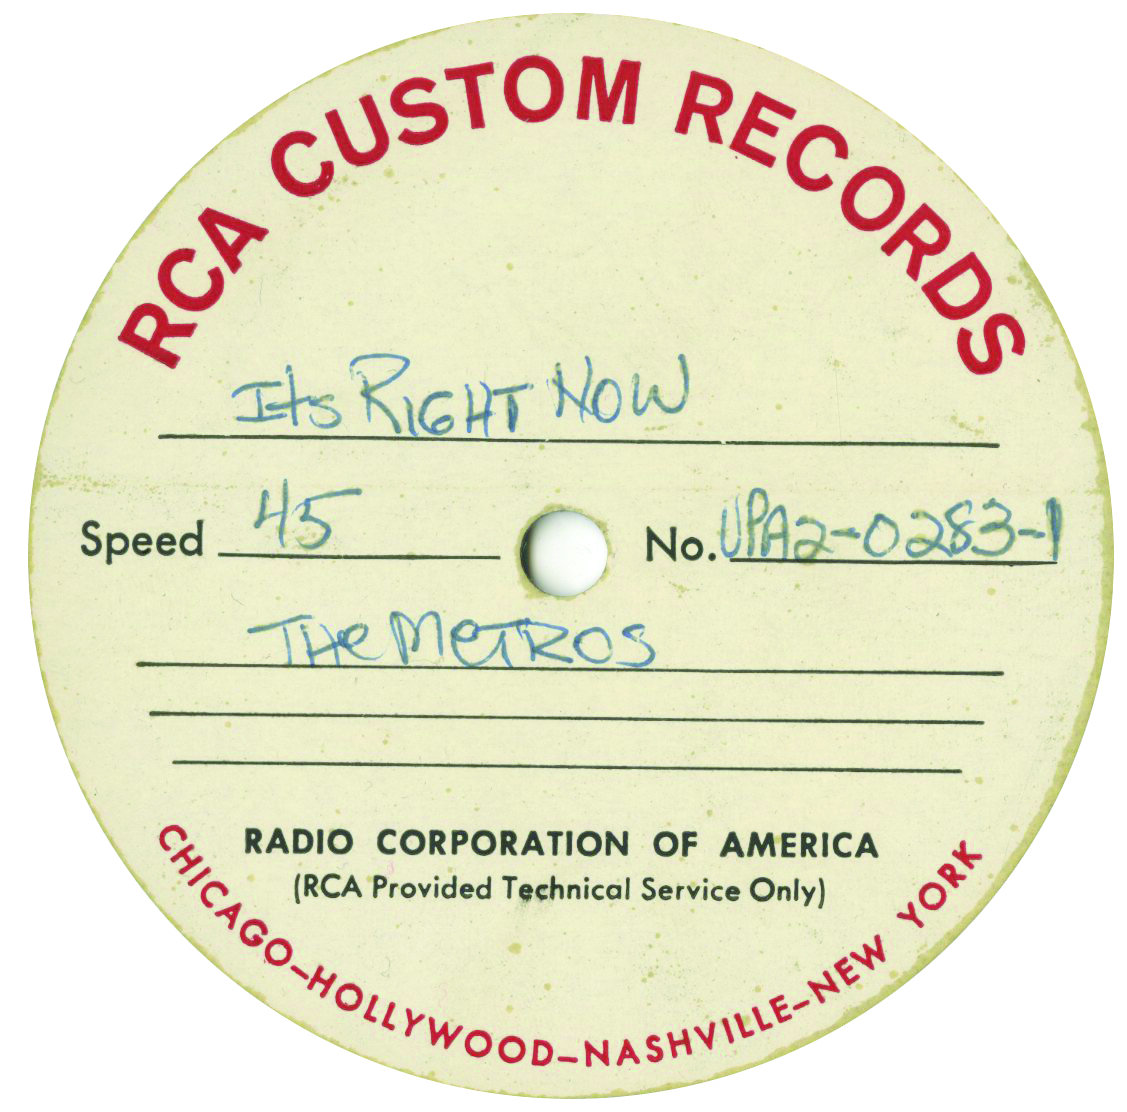 RCA CUSTOM RECORDS
Its RIGHT NOW
Speed 45
No. UPA2-0283-1
THe MeTROS
RADIO CORPORATION OF AMERICA
(RCA Provided Technical Service Only)
CHICAGO–HOLLYWOOD–NASHVILLE–NEW YORK